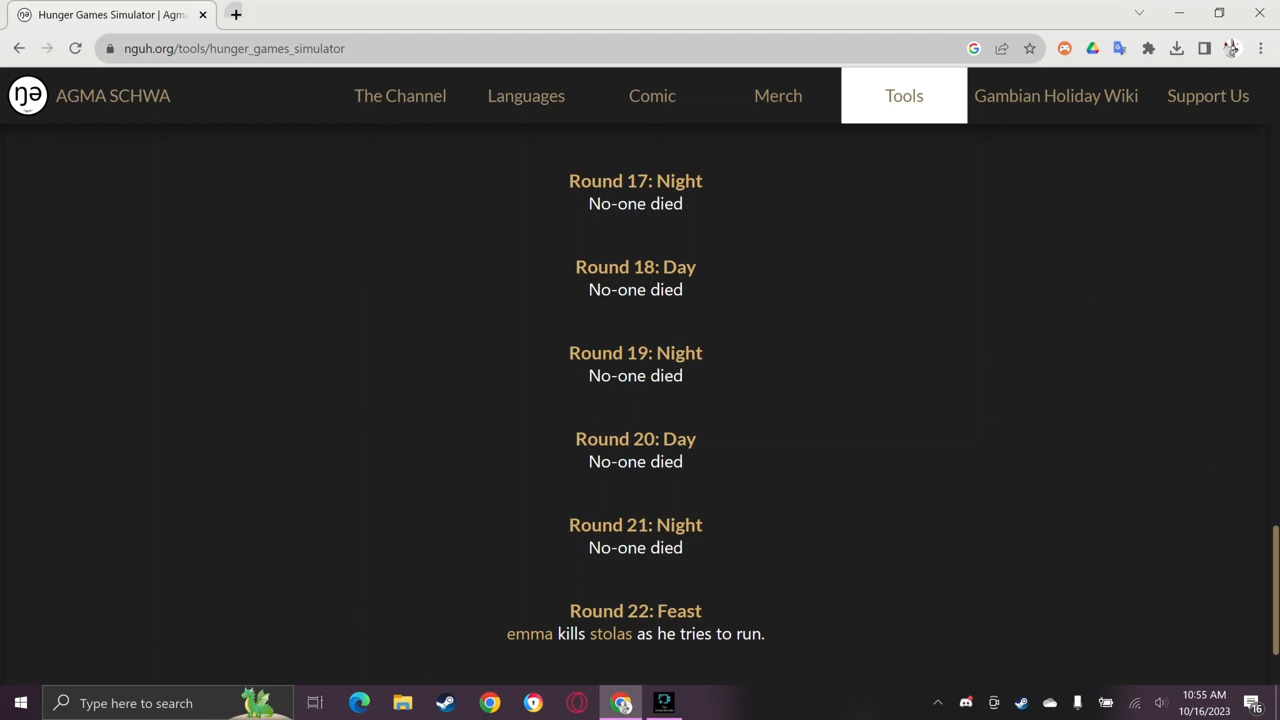 Hunger Games Simulator | Agma
nguh.org/tools/hunger_games_simulator
ŋə AGMA SCHWA The Channel Languages Comic Merch Tools Gambian Holiday Wiki Support Us
Round 17: Night
No-one died
Round 18: Day
No-one died
Round 19: Night
No-one died
Round 20: Day
No-one died
Round 21: Night
No-one died
Round 22: Feast
emma kills stolas as he tries to run.
Type here to search
10:55 AM
10/16/2023
16